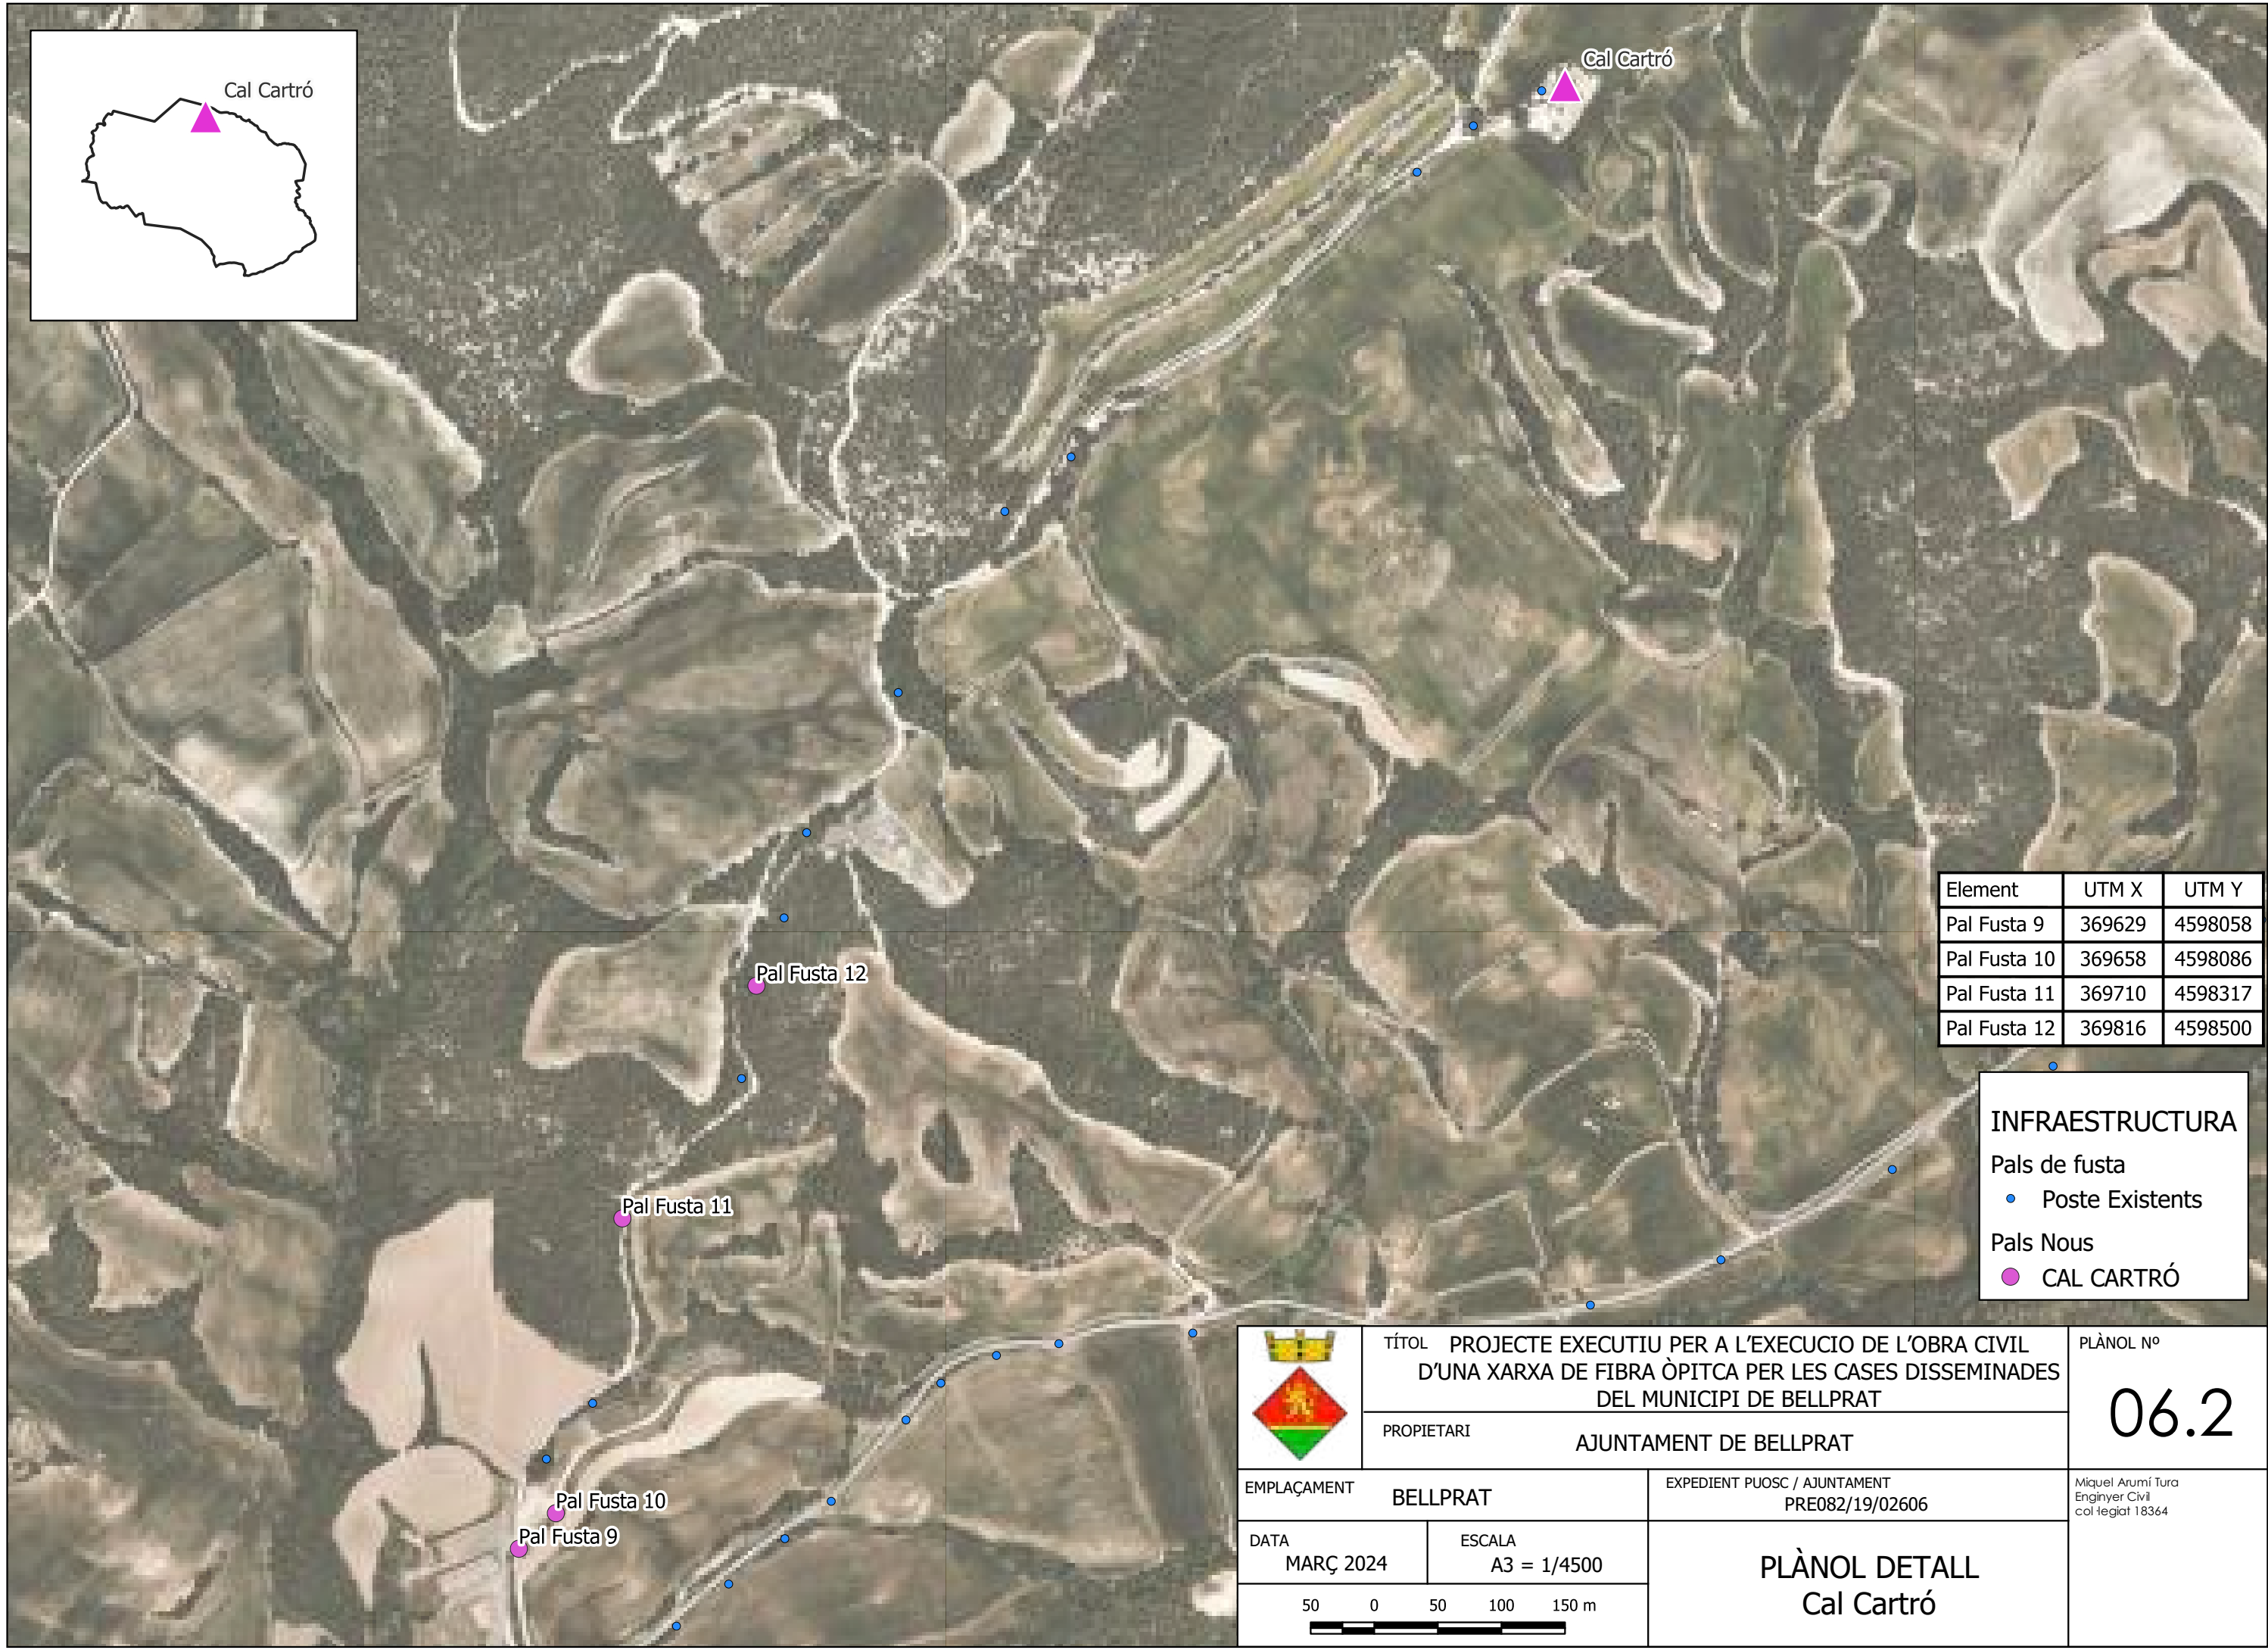 Cal Cartró
Cal Cartró
Pal Fusta 12
Pal Fusta 11
Pal Fusta 10
Pal Fusta 9
Element UTM X UTM Y
Pal Fusta 9 369629 4598058
Pal Fusta 10 369658 4598086
Pal Fusta 11 369710 4598317
Pal Fusta 12 369816 4598500
INFRAESTRUCTURA
Pals de fusta
Poste Existents
Pals Nous
CAL CARTRÓ
TÍTOL PROJECTE EXECUTIU PER A L'EXECUCIO DE L'OBRA CIVIL
D'UNA XARXA DE FIBRA ÒPITCA PER LES CASES DISSEMINADES
DEL MUNICIPI DE BELLPRAT
PROPIETARI AJUNTAMENT DE BELLPRAT
PLÀNOL Nº
06.2
EMPLAÇAMENT BELLPRAT
EXPEDIENT PUOSC / AJUNTAMENT
PRE082/19/02606
Miquel Arumí Tura
Enginyer Civil
col·legiat 18364
DATA
MARÇ 2024
ESCALA
A3 = 1/4500
PLÀNOL DETALL
Cal Cartró
50 0 50 100 150 m